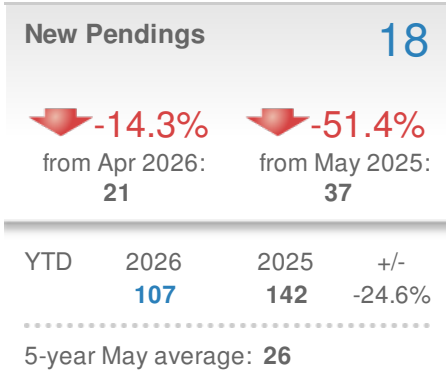 New Pendings 18
-14.3% -51.4%
from Apr 2026: from May 2025:
21 37
YTD 2026 2025 +/-
107 142 -24.6%
5-year May average: 26